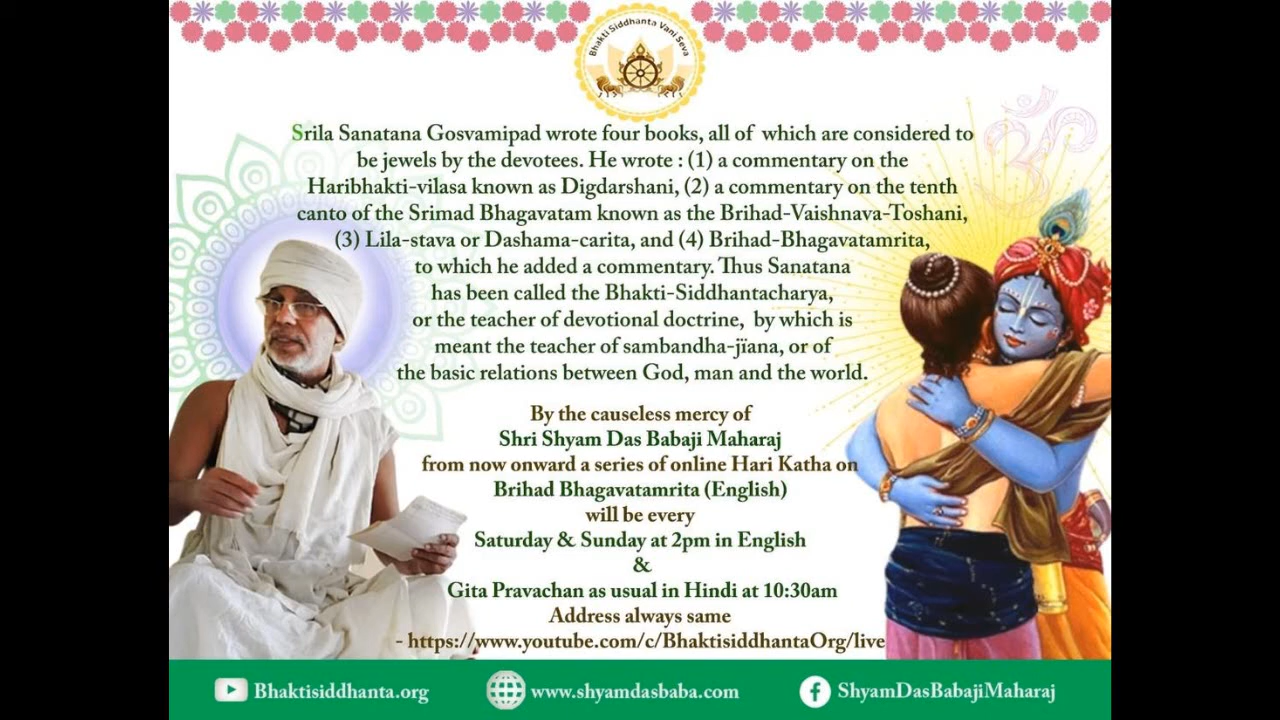 Bhakti Siddhanta Vani Seva
Srila Sanatana Gosvamipad wrote four books, all of which are considered to
be jewels by the devotees. He wrote : (1) a commentary on the
Haribhakti-vilasa known as Digdarshani, (2) a commentary on the tenth
canto of the Srimad Bhagavatam known as the Brihad-Vaishnava-Toshani,
(3) Lila-stava or Dashama-carita, and (4) Brihad-Bhagavatamrita,
to which he added a commentary. Thus Sanatana
has been called the Bhakti-Siddhantacharya,
or the teacher of devotional doctrine, by which is
meant the teacher of sambandha-jïana, or of
the basic relations between God, man and the world.
By the causeless mercy of
Shri Shyam Das Babaji Maharaj
from now onward a series of online Hari Katha on
Brihad Bhagavatamrita (English)
will be every
Saturday & Sunday at 2pm in English
&
Gita Pravachan as usual in Hindi at 10:30am
Address always same
- https://www.youtube.com/c/BhaktisiddhantaOrg/live
Bhaktisiddhanta.org
www.shyamdasbaba.com
ShyamDasBabajiMaharaj
ॐ